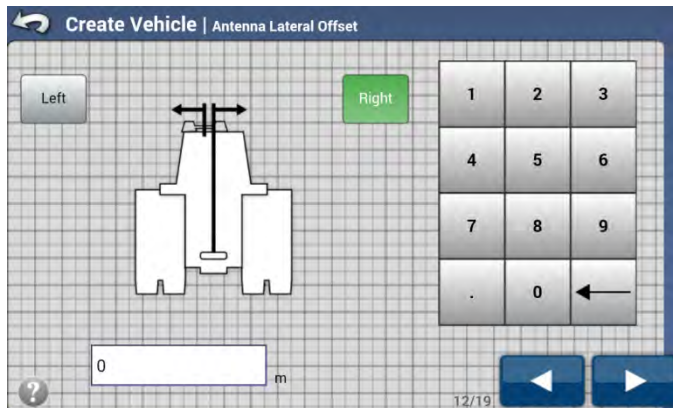 Create Vehicle | Antenna Lateral Offset
Left
Right
1 2 3
4 5 6
7 8 9
. 0
0
m
?
12/19